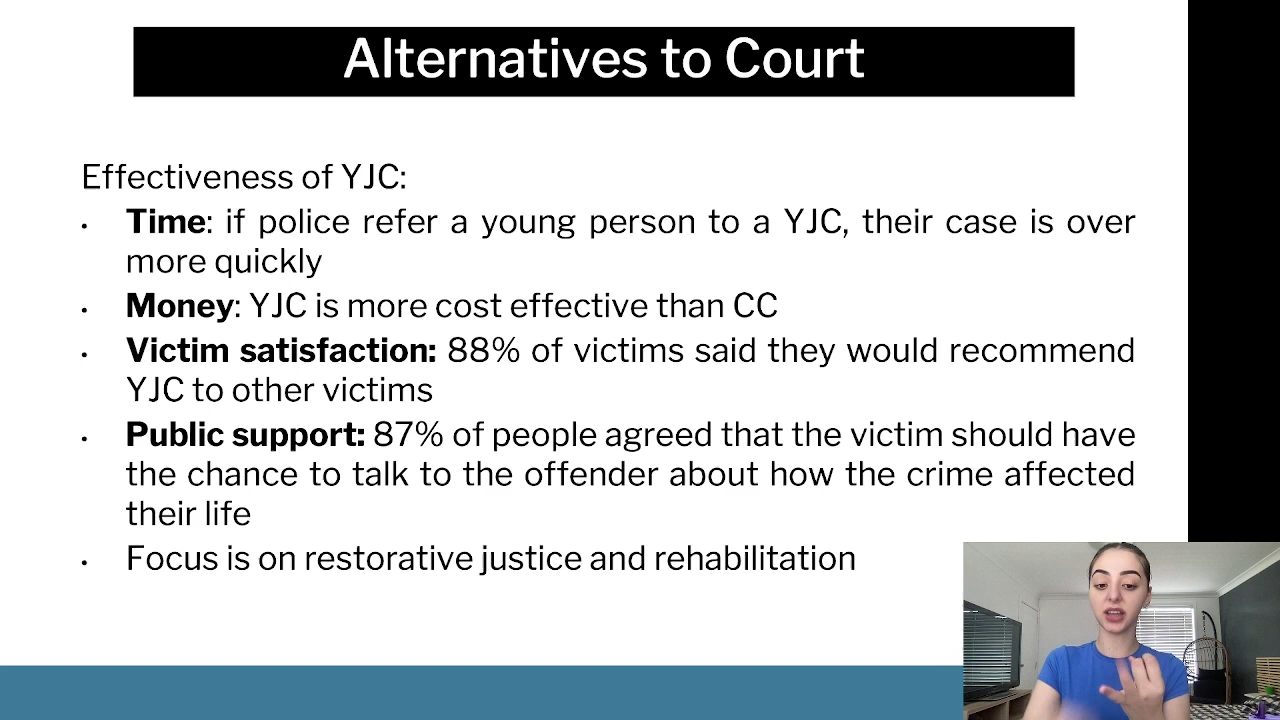 Alternatives to Court
Effectiveness of YJC:
• Time: if police refer a young person to a YJC, their case is over
more quickly
• Money: YJC is more cost effective than CC
• Victim satisfaction: 88% of victims said they would recommend
YJC to other victims
• Public support: 87% of people agreed that the victim should have
the chance to talk to the offender about how the crime affected
their life
• Focus is on restorative justice and rehabilitation